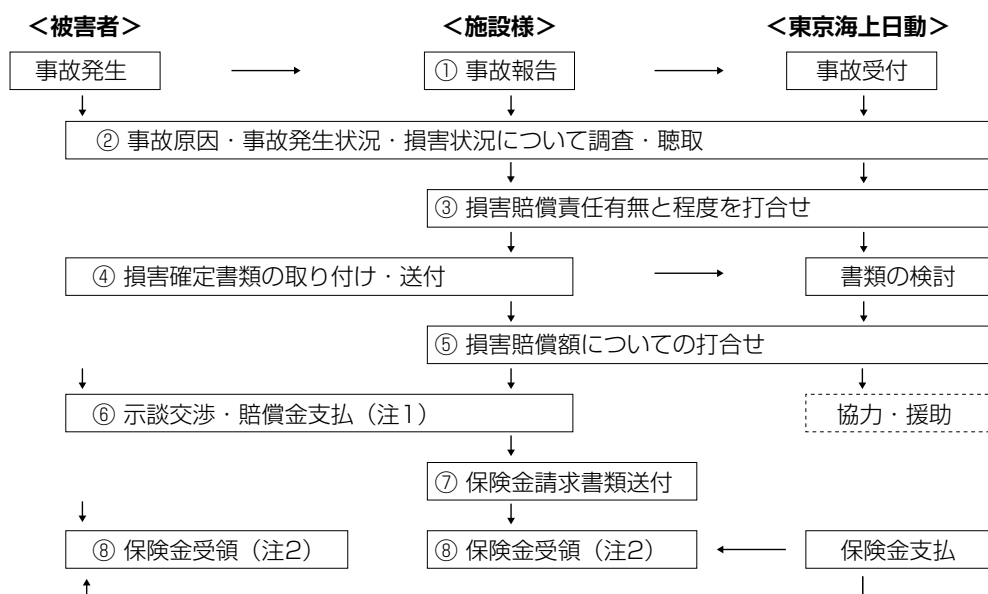 ＜被害者＞
＜施設様＞
＜東京海上日動＞
事故発生
① 事故報告
事故受付
② 事故原因・事故発生状況・損害状況について調査・聴取
③ 損害賠償責任有無と程度を打合せ
④ 損害確定書類の取り付け・送付
書類の検討
⑤ 損害賠償額についての打合せ
⑥ 示談交渉・賠償金支払（注1）
協力・援助
⑦ 保険金請求書類送付
⑧ 保険金受領（注2）
⑧ 保険金受領（注2）
保険金支払